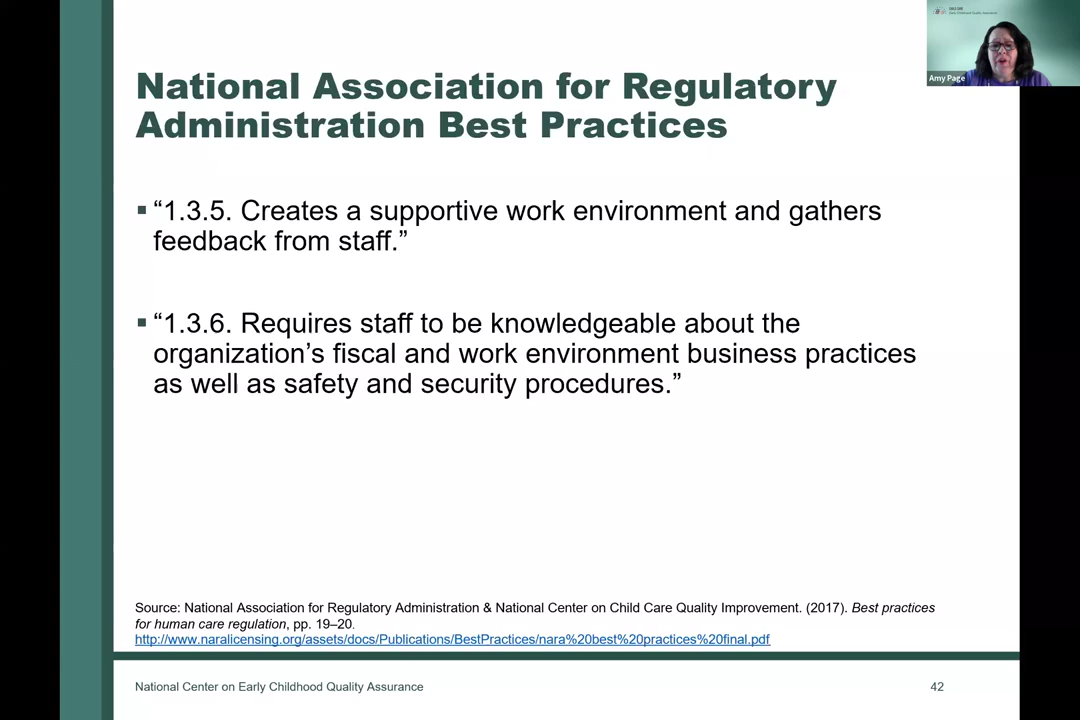 Amy Page
National Association for Regulatory
Administration Best Practices
“1.3.5. Creates a supportive work environment and gathers
feedback from staff.”
“1.3.6. Requires staff to be knowledgeable about the
organization’s fiscal and work environment business practices
as well as safety and security procedures.”
Source: National Association for Regulatory Administration & National Center on Child Care Quality Improvement. (2017). Best practices
for human care regulation, pp. 19–20.
http://www.naralicensing.org/assets/docs/Publications/BestPractices/nara%20best%20practices%20final.pdf
National Center on Early Childhood Quality Assurance
42